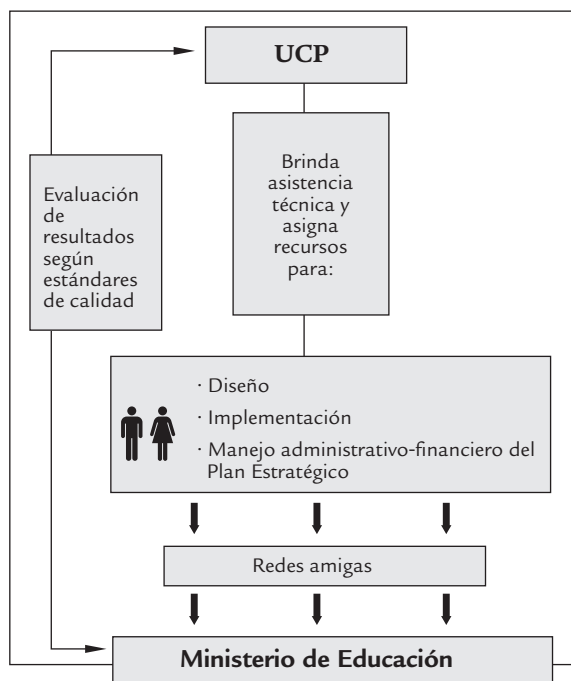 UCP
Brinda
asistencia
técnica y
asigna
recursos
para:
Evaluación
de
resultados
según
estándares
de calidad
· Diseño
· Implementación
· Manejo administrativo-financiero del
Plan Estratégico
Redes amigas
Ministerio de Educación